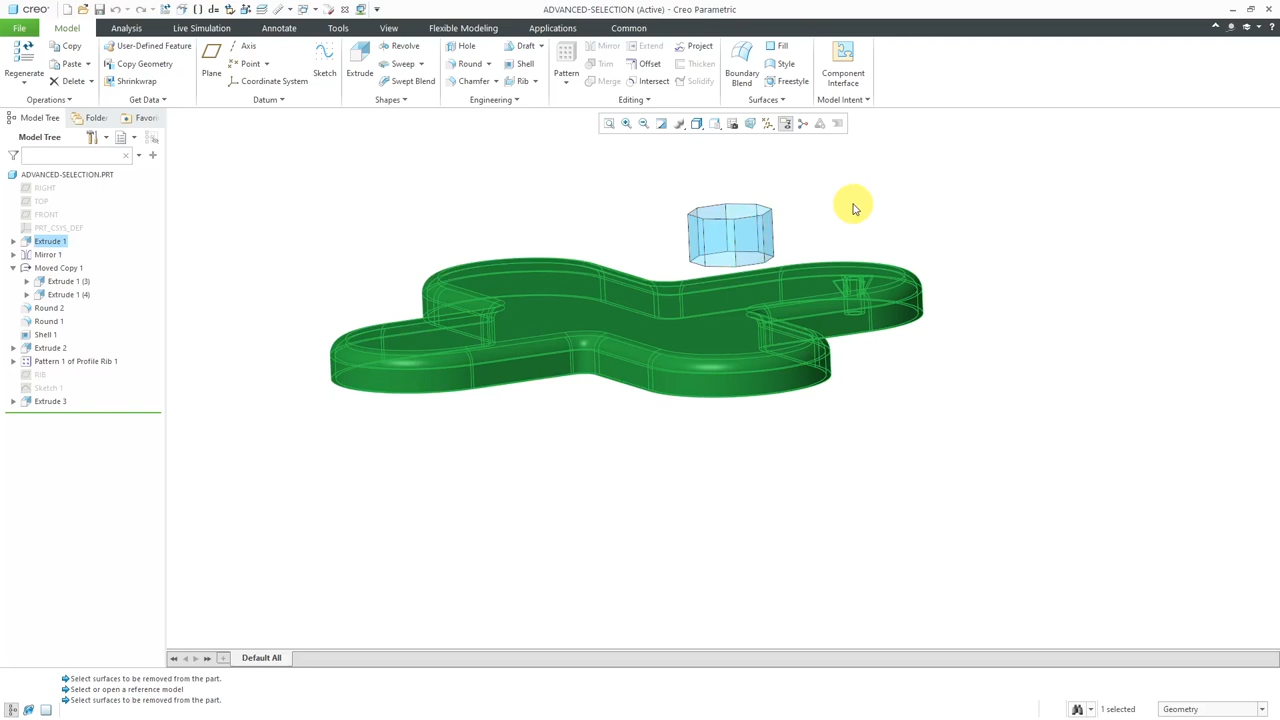 creo
ADVANCED-SELECTION (Active) - Creo Parametric
File Model Analysis Live Simulation Annotate Tools View Flexible Modeling Applications Common
Copy User-Defined Feature Axis Revolve Hole Draft Mirror Extend Project Fill
Regenerate Paste Copy Geometry Plane Point Sketch Extrude Sweep Round Shell Pattern Trim Offset Thicken Boundary Blend Style Component Interface
Delete Shrinkwrap Coordinate System Swept Blend Chamfer Rib Merge Intersect Solidify Freestyle
Operations Get Data Datum Shapes Engineering Editing Surfaces Model Intent
Model Tree Folder Favori
Model Tree
ADVANCED-SELECTION.PRT
RIGHT
TOP
FRONT
PRT_CSYS_DEF
Extrude 1
Mirror 1
Moved Copy 1
Extrude 1 (3)
Extrude 1 (4)
Round 2
Round 1
Shell 1
Extrude 2
Pattern 1 of Profile Rib 1
RIB
Sketch 1
Extrude 3
Default All
Select surfaces to be removed from the part.
Select or open a reference model
Select surfaces to be removed from the part.
1 selected Geometry